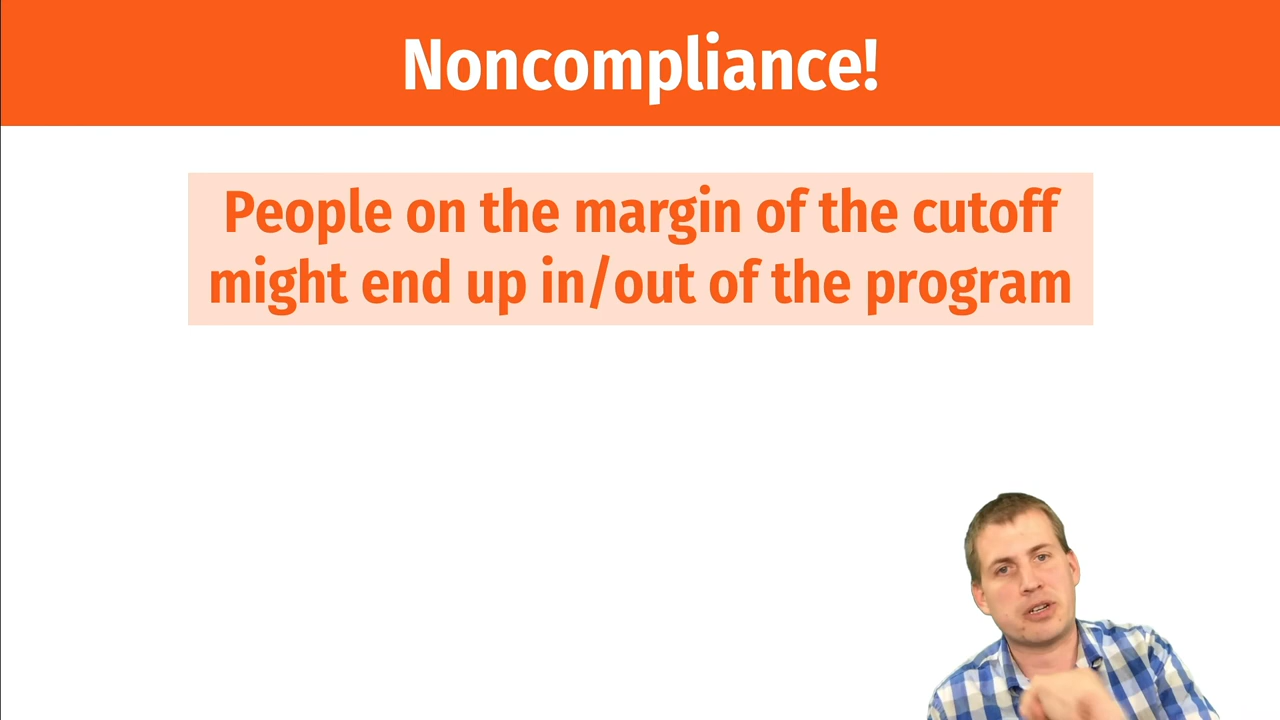 Noncompliance!
People on the margin of the cutoff
might end up in/out of the program